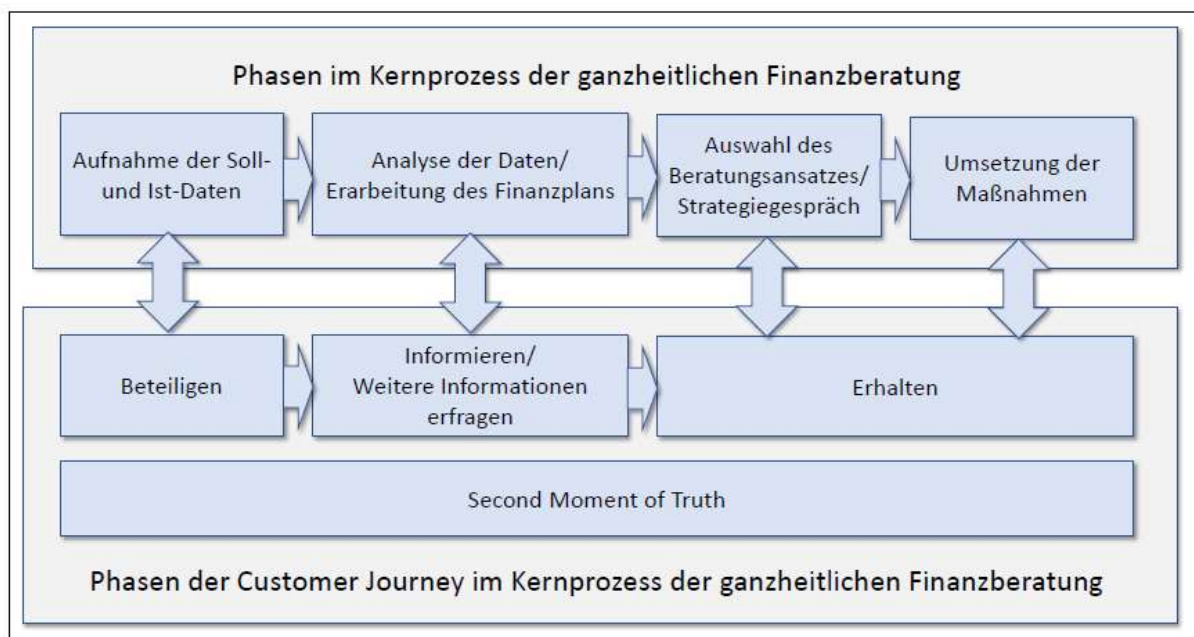 Phasen im Kernprozess der ganzheitlichen Finanzberatung
Aufnahme der Soll-
und Ist-Daten
Analyse der Daten/
Erarbeitung des Finanzplans
Auswahl des
Beratungsansatzes/
Strategiegespräch
Umsetzung der
Maßnahmen
Beteiligen
Informieren/
Weitere Informationen
erfragen
Erhalten
Second Moment of Truth
Phasen der Customer Journey im Kernprozess der ganzheitlichen Finanzberatung